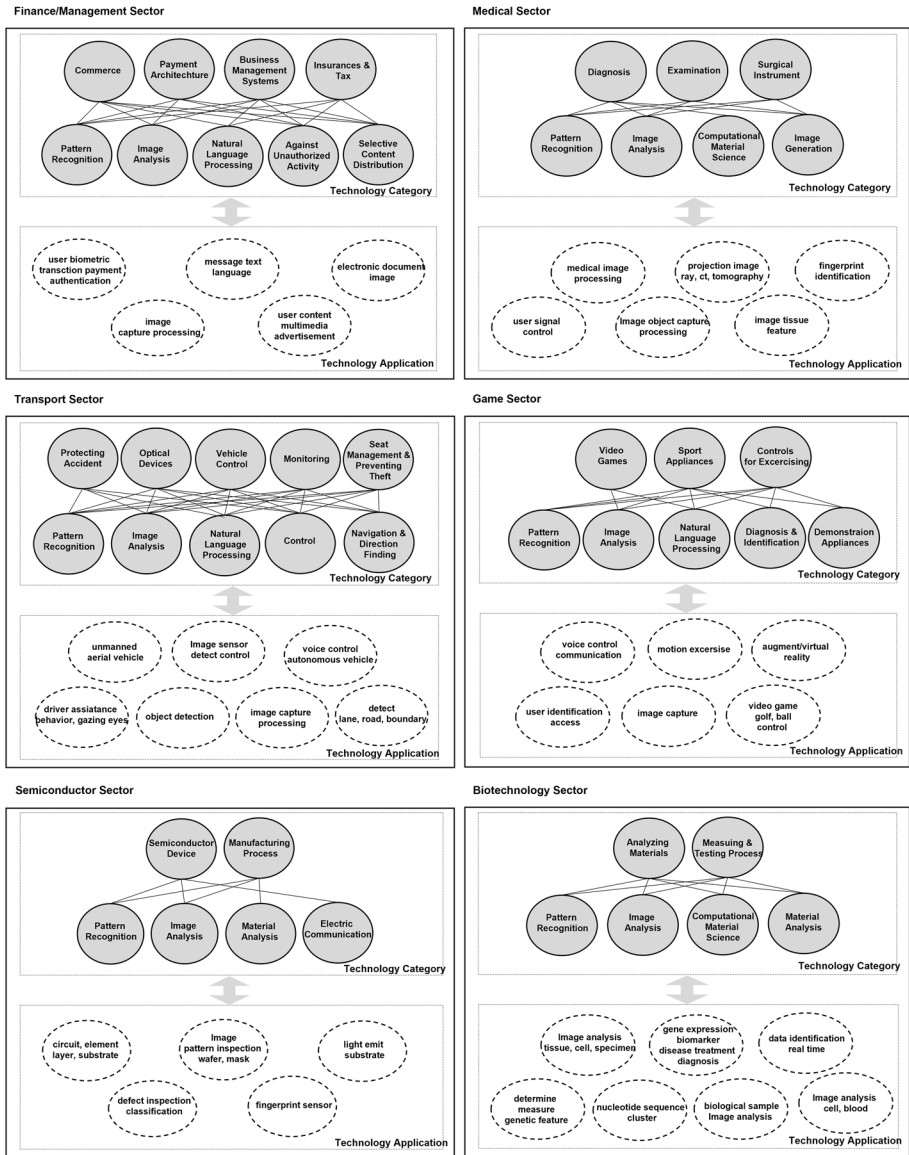 Finance/Management Sector
Commerce
Payment
Architechture
Business
Management
Systems
Insurances &
Tax
Pattern
Recognition
Image
Analysis
Natural
Language
Processing
Against
Unauthorized
Activity
Selective
Content
Distribution
Technology Category
user biometric
transction payment
authentication
message text
language
electronic document
image
image
capture processing
user content
multimedia
advertisement
Technology Application
Medical Sector
Diagnosis
Examination
Surgical
Instrument
Pattern
Recognition
Image
Analysis
Computational
Material
Science
Image
Generation
Technology Category
medical image
processing
projection image
ray, ct, tomography
fingerprint
identification
user signal
control
Image object capture
processing
image tissue
feature
Technology Application
Transport Sector
Protecting
Accident
Optical
Devices
Vehicle
Control
Monitoring
Seat
Management &
Preventing
Theft
Pattern
Recognition
Image
Analysis
Natural
Language
Processing
Control
Navigation &
Direction
Finding
Technology Category
unmanned
aerial vehicle
Image sensor
detect control
voice control
autonomous vehicle
driver assiatance
behavior, gazing eyes
object detection
image capture
processing
detect
lane, road, boundary
Technology Application
Game Sector
Video
Games
Sport
Appliances
Controls
for Excercising
Pattern
Recognition
Image
Analysis
Natural
Language
Processing
Diagnosis &
Identification
Demonstraion
Appliances
Technology Category
voice control
communication
motion excersise
augment/virtual
reality
user identification
access
image capture
video game
golf, ball
control
Technology Application
Semiconductor Sector
Semiconductor
Device
Manufacturing
Process
Pattern
Recognition
Image
Analysis
Material
Analysis
Electric
Communication
Technology Category
circuit, element
layer, substrate
Image
pattern inspection
wafer, mask
light emit
substrate
defect inspection
classification
fingerprint sensor
Technology Application
Biotechnology Sector
Analyzing
Materials
Measuing &
Testing Process
Pattern
Recognition
Image
Analysis
Computational
Material
Science
Material
Analysis
Technology Category
Image analysis
tissue, cell, specimen
gene expression
biomarker
disease treatment
diagnosis
data identification
real time
determine
measure
genetic feature
nucleotide sequence
cluster
biological sample
Image analysis
Image analysis
cell, blood
Technology Application